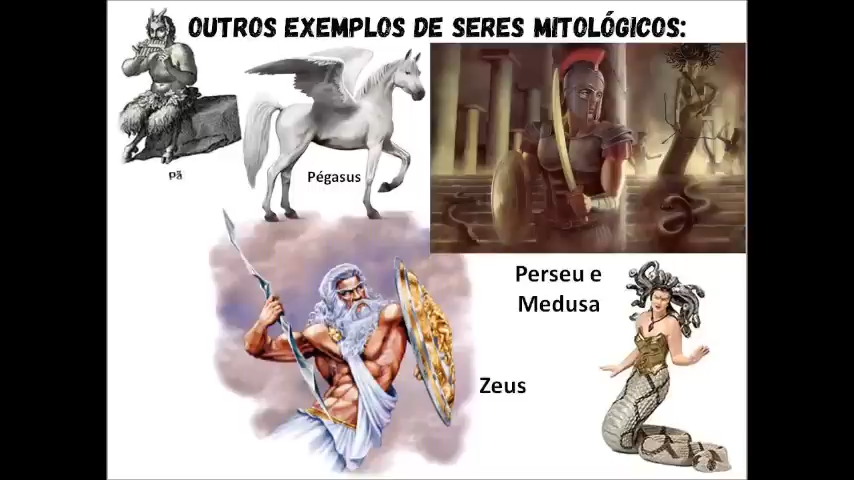 OUTROS EXEMPLOS DE SERES MITOLÓGICOS:
Pã
Pégasus
Perseu e
Medusa
Zeus